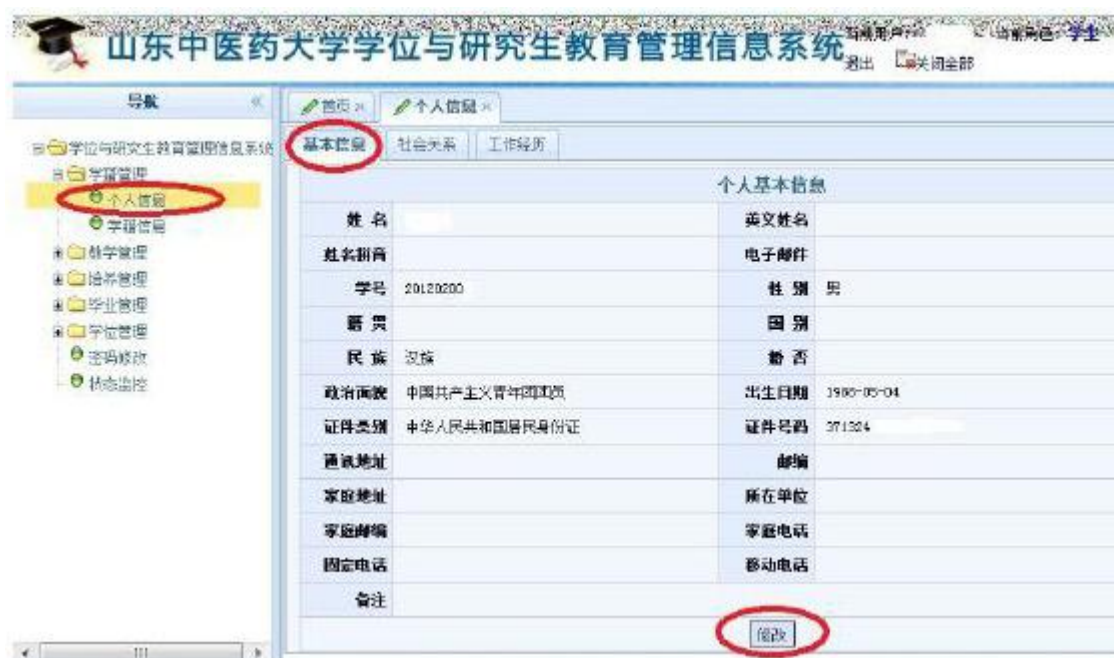 山东中医药大学学位与研究生教育管理信息系统
当前角色：学生
退出 关闭全部
导航
首页 个人信息
学位与研究生教育管理信息系统
基本信息 社会关系 工作经历
学籍管理
个人信息
学籍信息
教学管理
培养管理
毕业管理
学位管理
密码修改
状态监控
个人基本信息
姓 名 英文姓名
姓名拼音 电子邮件
学号 20120200 性 别 男
籍 贯 国 别
民 族 汉族 婚 否
政治面貌 中国共产主义青年团团员 出生日期
证件类别 中华人民共和国居民身份证 证件号码 371324
通讯地址 邮编
家庭地址 所在单位
家庭邮编 家庭电话
固定电话 移动电话
备注
修改